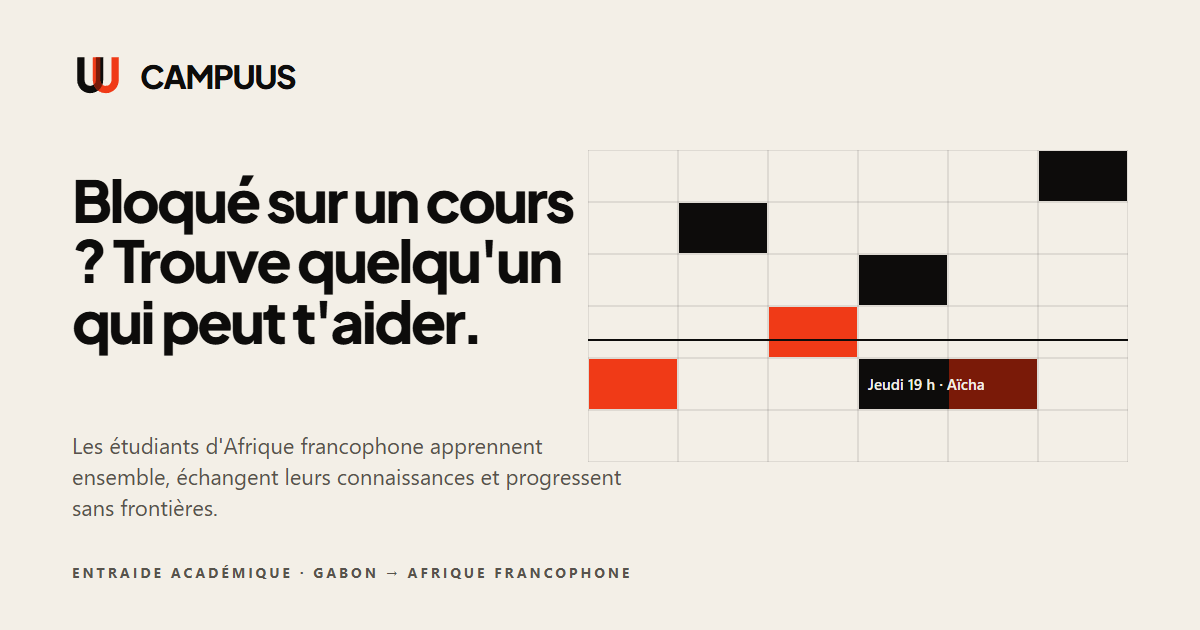 CAMPUUS
Bloqué sur un cours
? Trouve quelqu'un
qui peut t'aider.
Jeudi 19 h · Aïcha
Les étudiants d'Afrique francophone apprennent
ensemble, échangent leurs connaissances et progressent
sans frontières.
ENTRAIDE ACADÉMIQUE · GABON → AFRIQUE FRANCOPHONE